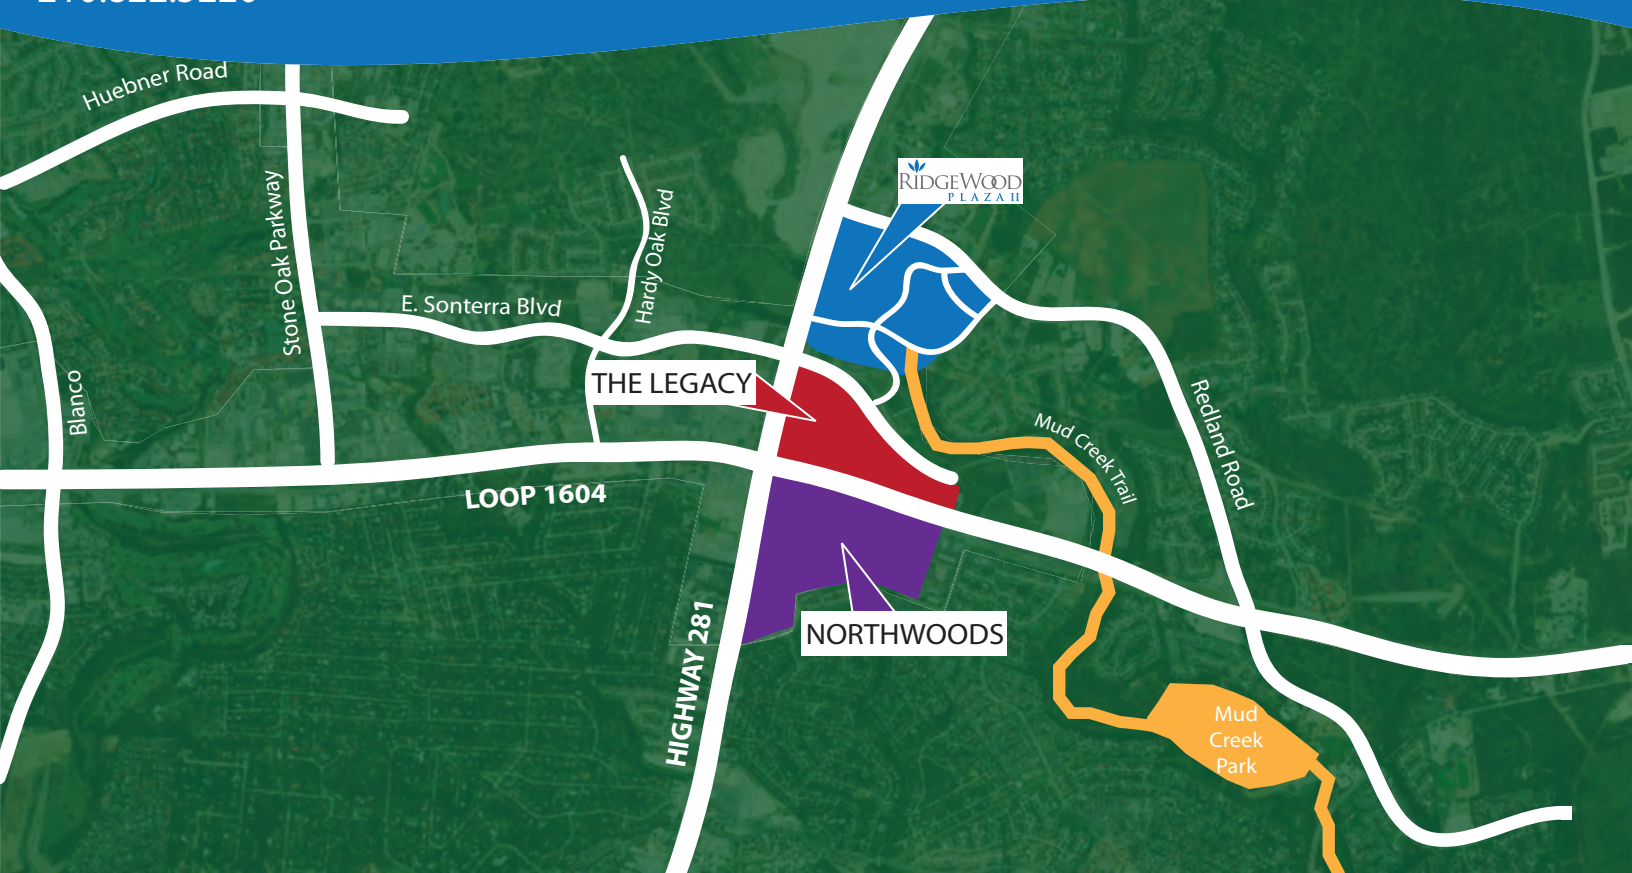 Huebner Road
Stone Oak Parkway
Hardy Oak Blvd
RIDGEWOOD
PLAZA II
E. Sonterra Blvd
Blanco
THE LEGACY
Mud Creek Trail
Redland Road
LOOP 1604
HIGHWAY 281
NORTHWOODS
Mud
Creek
Park